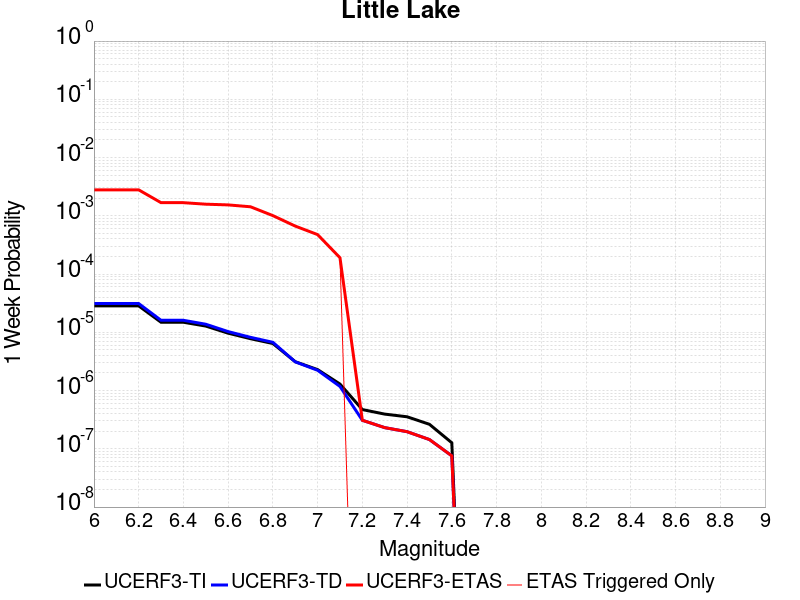 Little Lake
1 Week Probability
10^0
10^-1
10^-2
10^-3
10^-4
10^-5
10^-6
10^-7
10^-8
6 6.2 6.4 6.6 6.8 7 7.2 7.4 7.6 7.8 8 8.2 8.4 8.6 8.8 9
Magnitude
UCERF3-TI UCERF3-TD UCERF3-ETAS ETAS Triggered Only